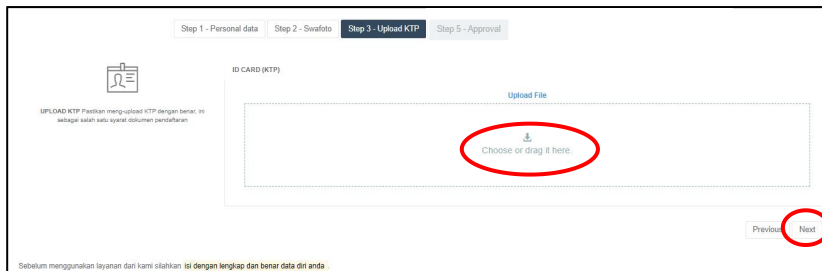 Step 1 - Personal data Step 2 - Swafoto Step 3 - Upload KTP Step 5 - Approval
ID CARD (KTP)
Upload File
UPLOAD KTP Pastikan meng-upload KTP dengan benar, ini
sebagai salah satu syarat dokumen pendaftaran
Choose or drag it here.
Previous Next
Sebelum menggunakan layanan dari kami silahkan isi dengan lengkap dan benar data diri anda .